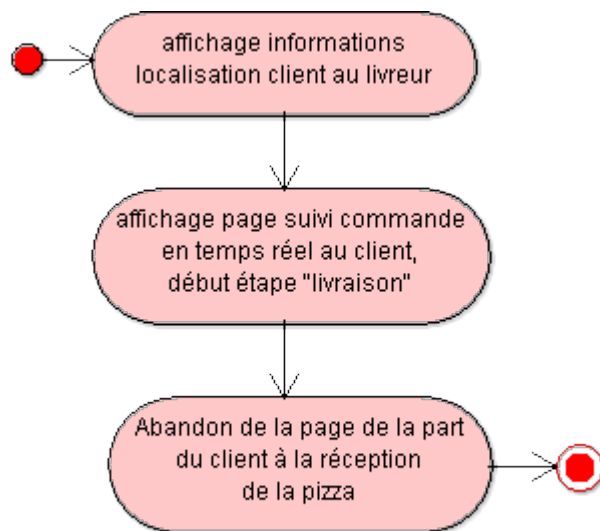 affichage informations
localisation client au livreur
affichage page suivi commande
en temps réel au client,
début étape "livraison"
Abandon de la page de la part
du client à la réception
de la pizza